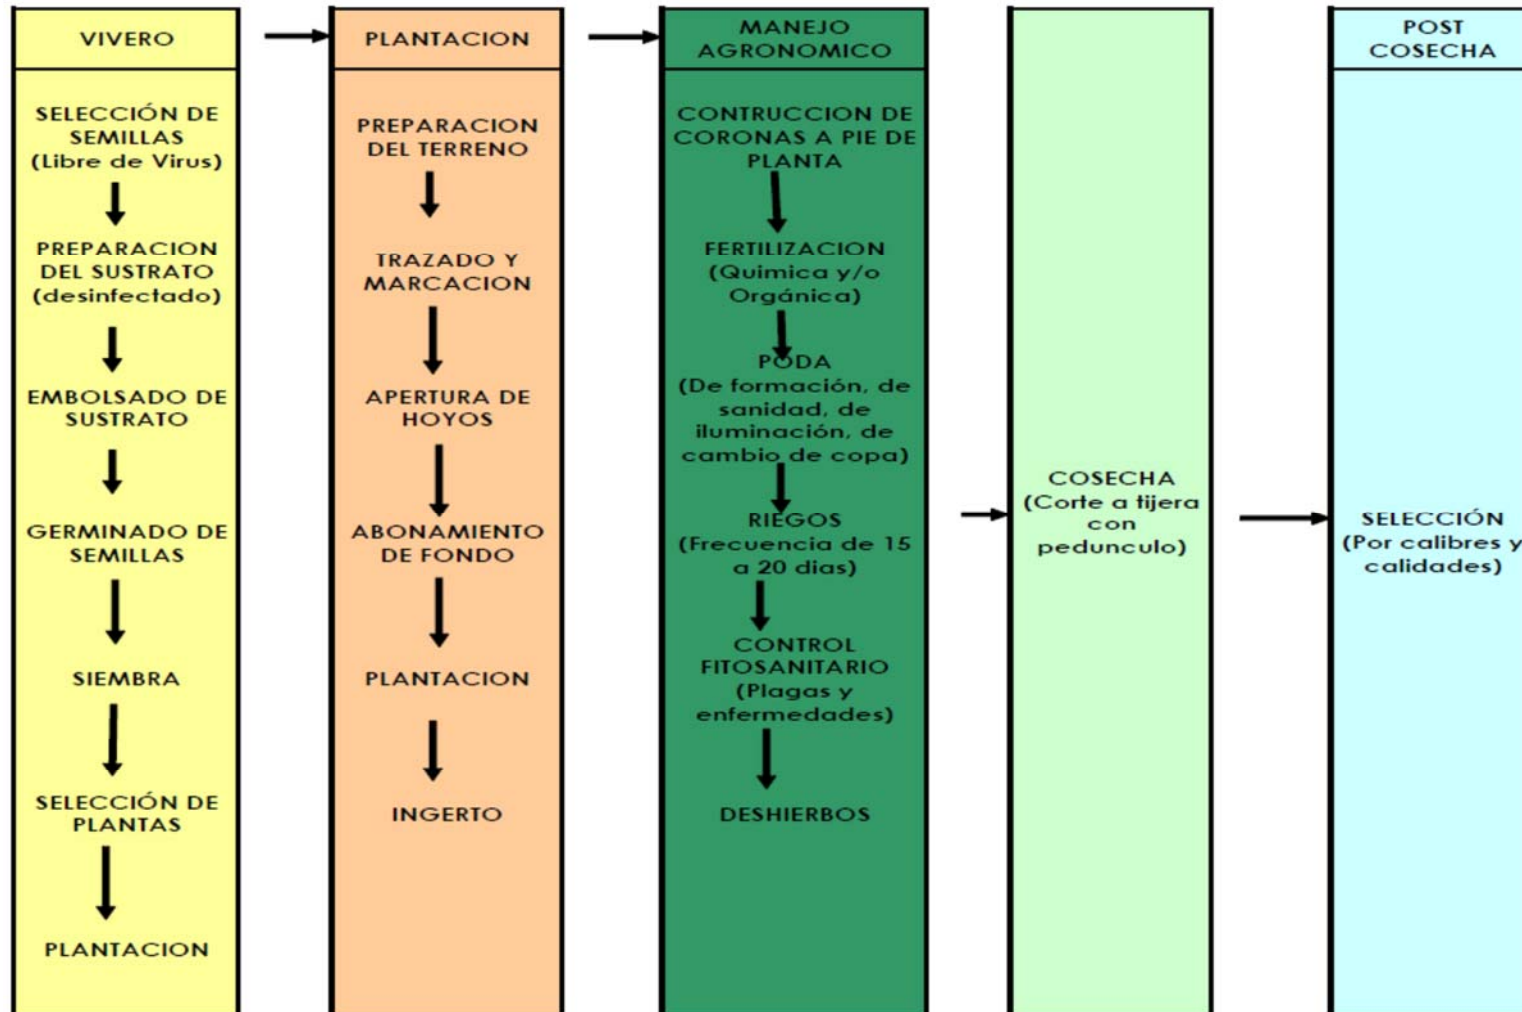 VIVERO
SELECCIÓN DE
SEMILLAS
(Libre de Virus)
PREPARACION
DEL SUSTRATO
(desinfectado)
EMBOLSADO DE
SUSTRATO
GERMINADO DE
SEMILLAS
SIEMBRA
SELECCIÓN DE
PLANTAS
PLANTACION
PLANTACION
PREPARACION
DEL TERRENO
TRAZADO Y
MARCACION
APERTURA DE
HOYOS
ABONAMIENTO
DE FONDO
PLANTACION
INGERTO
MANEJO
AGRONOMICO
CONTRUCCION DE
CORONAS A PIE DE
PLANTA
FERTILIZACION
(Quimica y/o
Orgánica)
PODA
(De formación, de
sanidad, de
iluminación, de
cambio de copa)
RIEGOS
(Frecuencia de 15
a 20 dias)
CONTROL
FITOSANITARIO
(Plagas y
enfermedades)
DESHIERBOS
COSECHA
(Corte a tijera
con
pedunculo)
POST
COSECHA
SELECCIÓN
(Por calibres y
calidades)